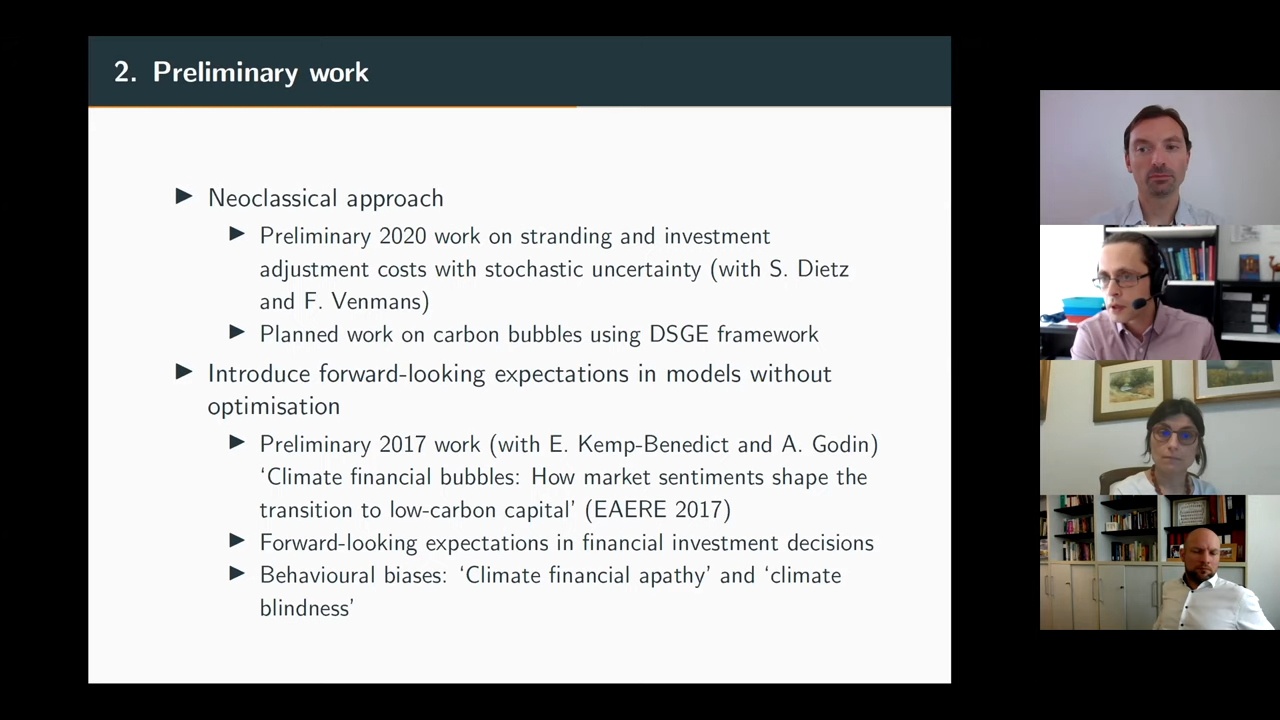 2. Preliminary work
▶ Neoclassical approach
▶ Preliminary 2020 work on stranding and investment
adjustment costs with stochastic uncertainty (with S. Dietz
and F. Venmans)
▶ Planned work on carbon bubbles using DSGE framework
▶ Introduce forward-looking expectations in models without
optimisation
▶ Preliminary 2017 work (with E. Kemp-Benedict and A. Godin)
‘Climate financial bubbles: How market sentiments shape the
transition to low-carbon capital’ (EAERE 2017)
▶ Forward-looking expectations in financial investment decisions
▶ Behavioural biases: ‘Climate financial apathy’ and ‘climate
blindness’